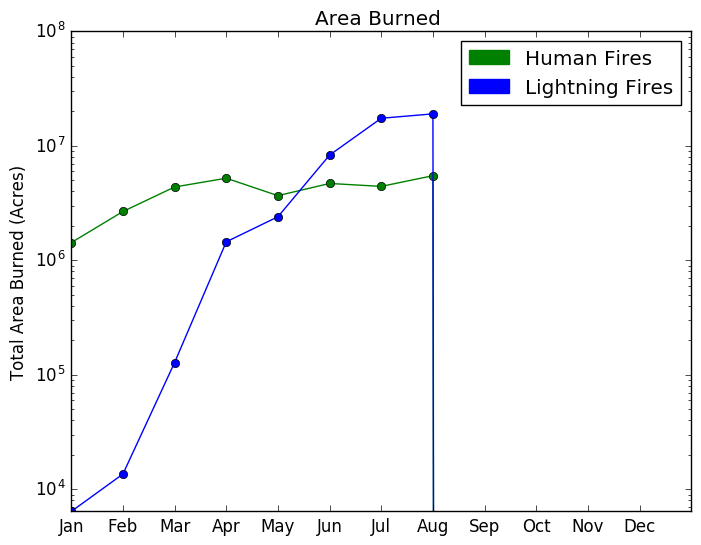 Area Burned
Human Fires
Lightning Fires
Total Area Burned (Acres)
10^8
10^7
10^6
10^5
10^4
Jan Feb Mar Apr May Jun Jul Aug Sep Oct Nov Dec